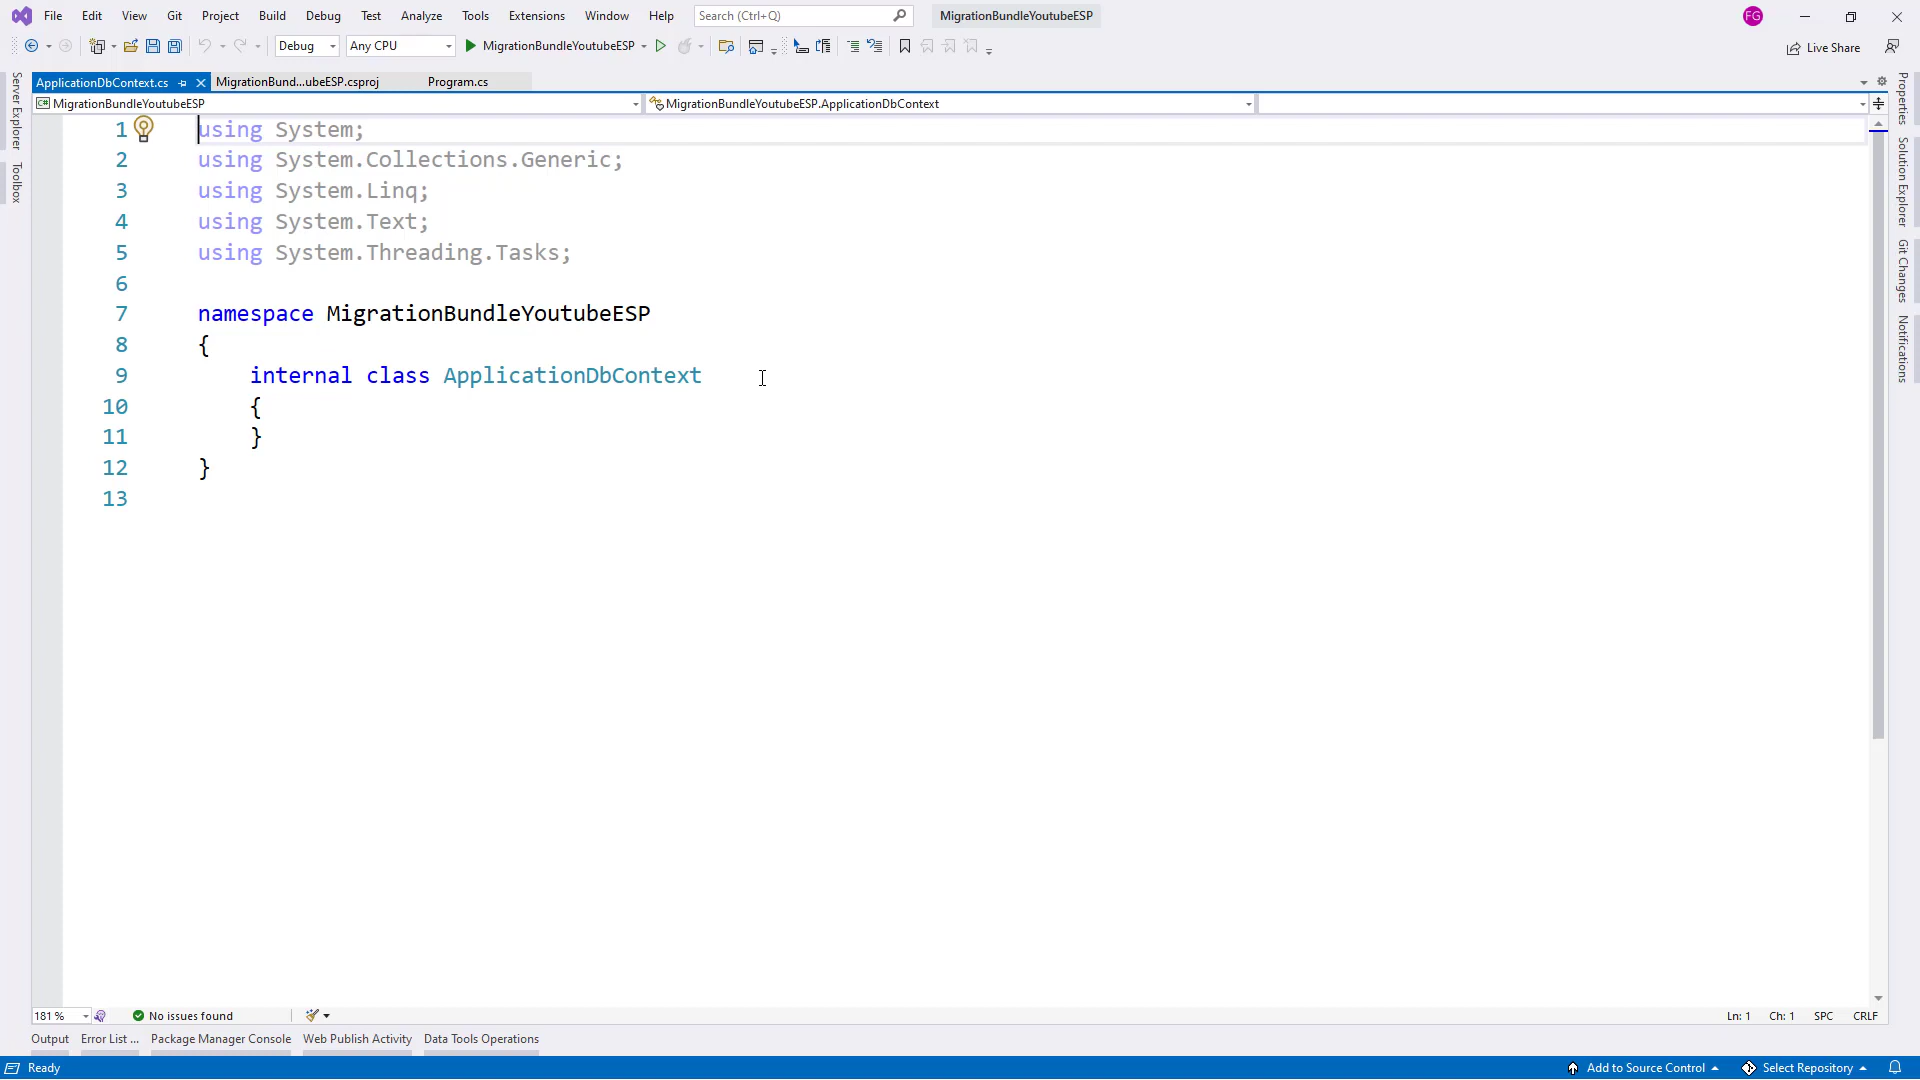 File Edit View Git Project Build Debug Test Analyze Tools Extensions Window Help Search (Ctrl+Q) MigrationBundleYoutubeESP FG
Debug Any CPU MigrationBundleYoutubeESP Live Share
ApplicationDbContext.cs MigrationBund...ubeESP.csproj Program.cs
MigrationBundleYoutubeESP MigrationBundleYoutubeESP.ApplicationDbContext
Server Explorer
Toolbox
1 using System;
2 using System.Collections.Generic;
3 using System.Linq;
4 using System.Text;
5 using System.Threading.Tasks;
6
7 namespace MigrationBundleYoutubeESP
8 {
9 internal class ApplicationDbContext
10 {
11 }
12 }
13
Properties
Solution Explorer
Git Changes
Notifications
181 % No issues found Ln: 1 Ch: 1 SPC CRLF
Output Error List ... Package Manager Console Web Publish Activity Data Tools Operations
Ready Add to Source Control Select Repository